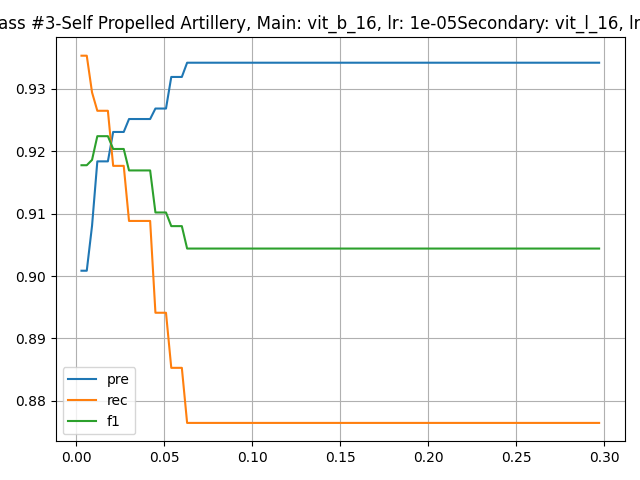 ass #3-Self Propelled Artillery, Main: vit_b_16, lr: 1e-05Secondary: vit_l_16, lr
0.93
0.92
0.91
0.90
0.89
0.88
pre
rec
f1
0.00 0.05 0.10 0.15 0.20 0.25 0.30